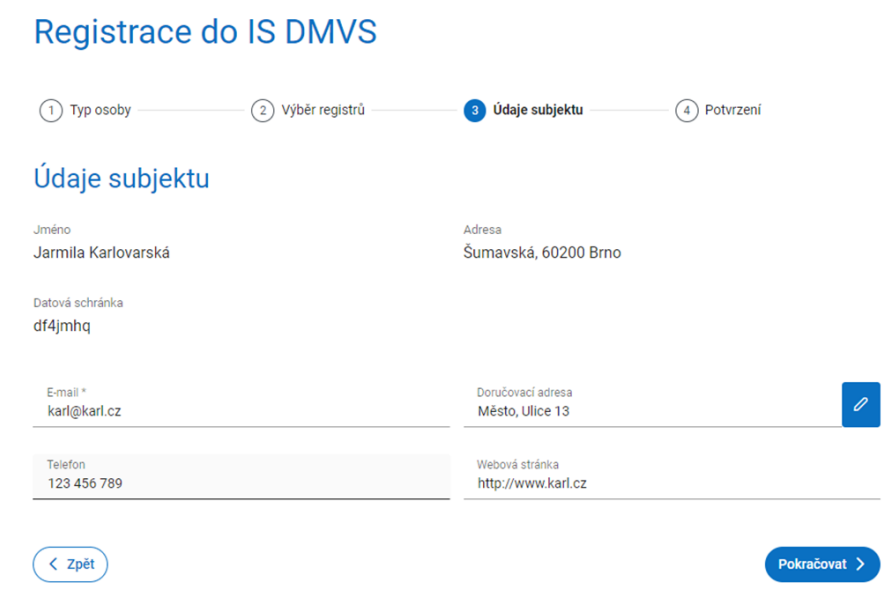 Registrace do IS DMVS
1 Typ osoby 2 Výběr registrů 3 Údaje subjektu 4 Potvrzení
Údaje subjektu
Jméno Adresa
Jarmila Karlovarská Šumavská, 60200 Brno
Datová schránka
df4jmhq
E-mail * Doručovací adresa
karl@karl.cz Město, Ulice 13
Telefon Webová stránka
123 456 789 http://www.karl.cz
Zpět Pokračovat